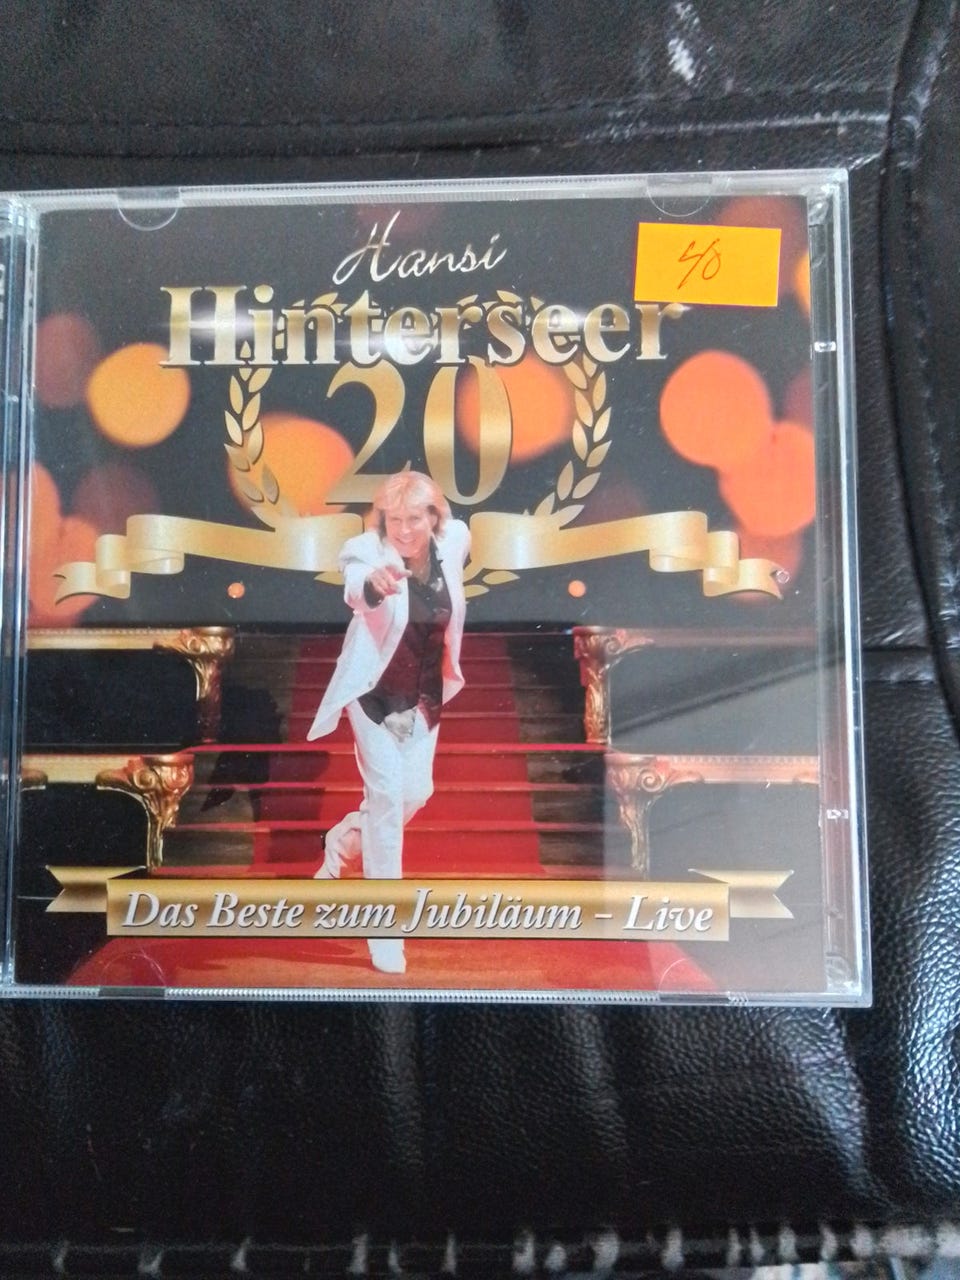 Hansi
40
Hinterseer
20
Das Beste zum Jubiläum – Live